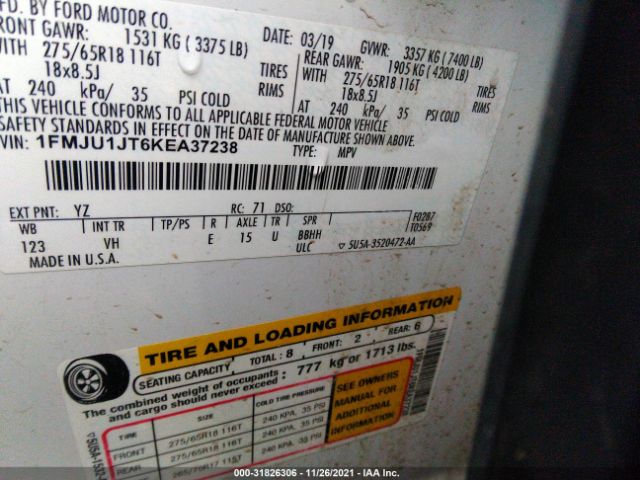 MFD. BY FORD MOTOR CO.
FRONT GAWR: 1531 KG (3375 LB)
DATE: 03/19 GVWR: 3357 KG (7400 LB)
REAR GAWR: 1905 KG (4200 LB)
WITH 275/65R18 116T TIRES
WITH 275/65R18 116T TIRES
18x8.5J RIMS
18x8.5J RIMS
AT 240 kPa/ 35 PSI COLD
AT 240 kPa/ 35 PSI COLD
THIS VEHICLE CONFORMS TO ALL APPLICABLE FEDERAL MOTOR VEHICLE
SAFETY STANDARDS IN EFFECT ON THE DATE OF MANUFACTURE SHOWN ABOVE.
VIN: 1FMJU1JT6KEA37238
TYPE: MPV
EXT PNT: YZ RC: 71 DSO:
F0287
T0569
WB INT TR TP/PS R AXLE TR SPR
123 VH E 15 U BBHH
MADE IN U.S.A. ULC 5U5A-3520472-AA
TIRE AND LOADING INFORMATION
SEATING CAPACITY TOTAL: 8 FRONT: 2 REAR: 6
The combined weight of occupants and cargo should never exceed: 777 kg or 1713 lbs.
TIRE SIZE COLD TIRE PRESSURE
FRONT 275/65R18 116T 240 KPA, 35 PSI
REAR 275/65R18 116T 240 KPA, 35 PSI
SEE OWNERS
MANUAL FOR
ADDITIONAL
INFORMATION
000-31826306 - 11/26/2021 - IAA Inc.